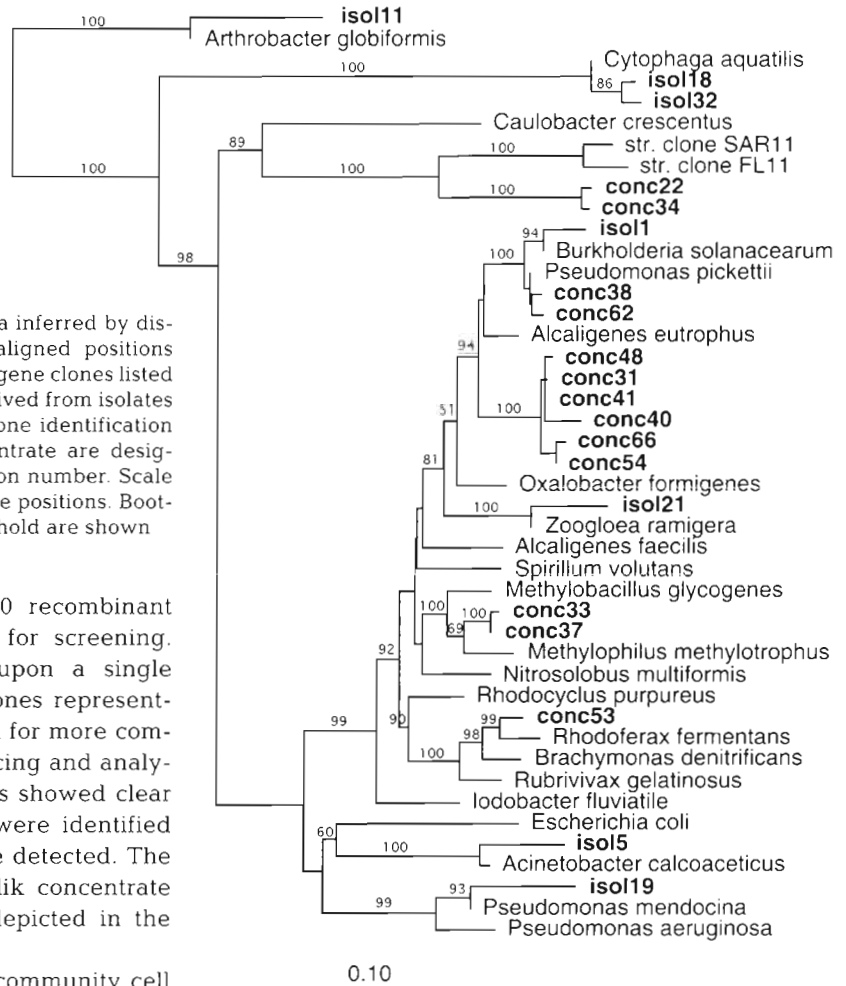 100
isol11
Arthrobacter globiformis
100
Cytophaga aquatilis
86
isol18
isol32
Caulobacter crescentus
89
100
str. clone SAR11
str. clone FL11
100
100
100
conc22
conc34
98
94
isol1
100
Burkholderia solanacearum
Pseudomonas pickettii
conc38
conc62
Alcaligenes eutrophus
94
conc48
conc31
conc41
100
conc40
conc66
conc54
51
Oxalobacter formigenes
81
100
isol21
Zoogloea ramigera
Alcaligenes faecilis
Spirillum volutans
Methylobacillus glycogenes
100
100
conc33
69
conc37
Methylophilus methylotrophus
92
Nitrosolobus multiformis
Rhodocyclus purpureus
90
99
conc53
99
98
Rhodoferax fermentans
100
Brachymonas denitrificans
Rubrivivax gelatinosus
Iodobacter fluviatile
Escherichia coli
60
100
isol5
Acinetobacter calcoaceticus
93
isol19
99
Pseudomonas mendocina
Pseudomonas aeruginosa
0.10
a inferred by dis-
aligned positions
gene clones listed
ived from isolates
one identification
ntrate are desig-
on number. Scale
e positions. Boot-
hold are shown
0 recombinant
for screening.
upon a single
ones represent-
for more com-
cing and analy-
s showed clear
were identified
e detected. The
lik concentrate
depicted in the
community cell